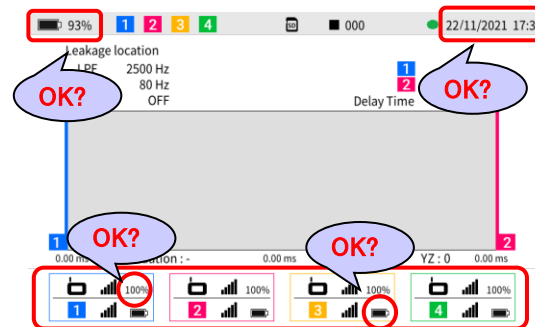 93% 1 2 3 4 SD 000 22/11/2021 17:3
Leakage location
LPF 2500 Hz 1
80 Hz 2
OFF Delay Time
OK?
OK?
1 2
OK?
OK?
0.00 ms : - 0.00 ms YZ : 0 0.00 ms
100% 100% 100% 100%
1 2 3 4